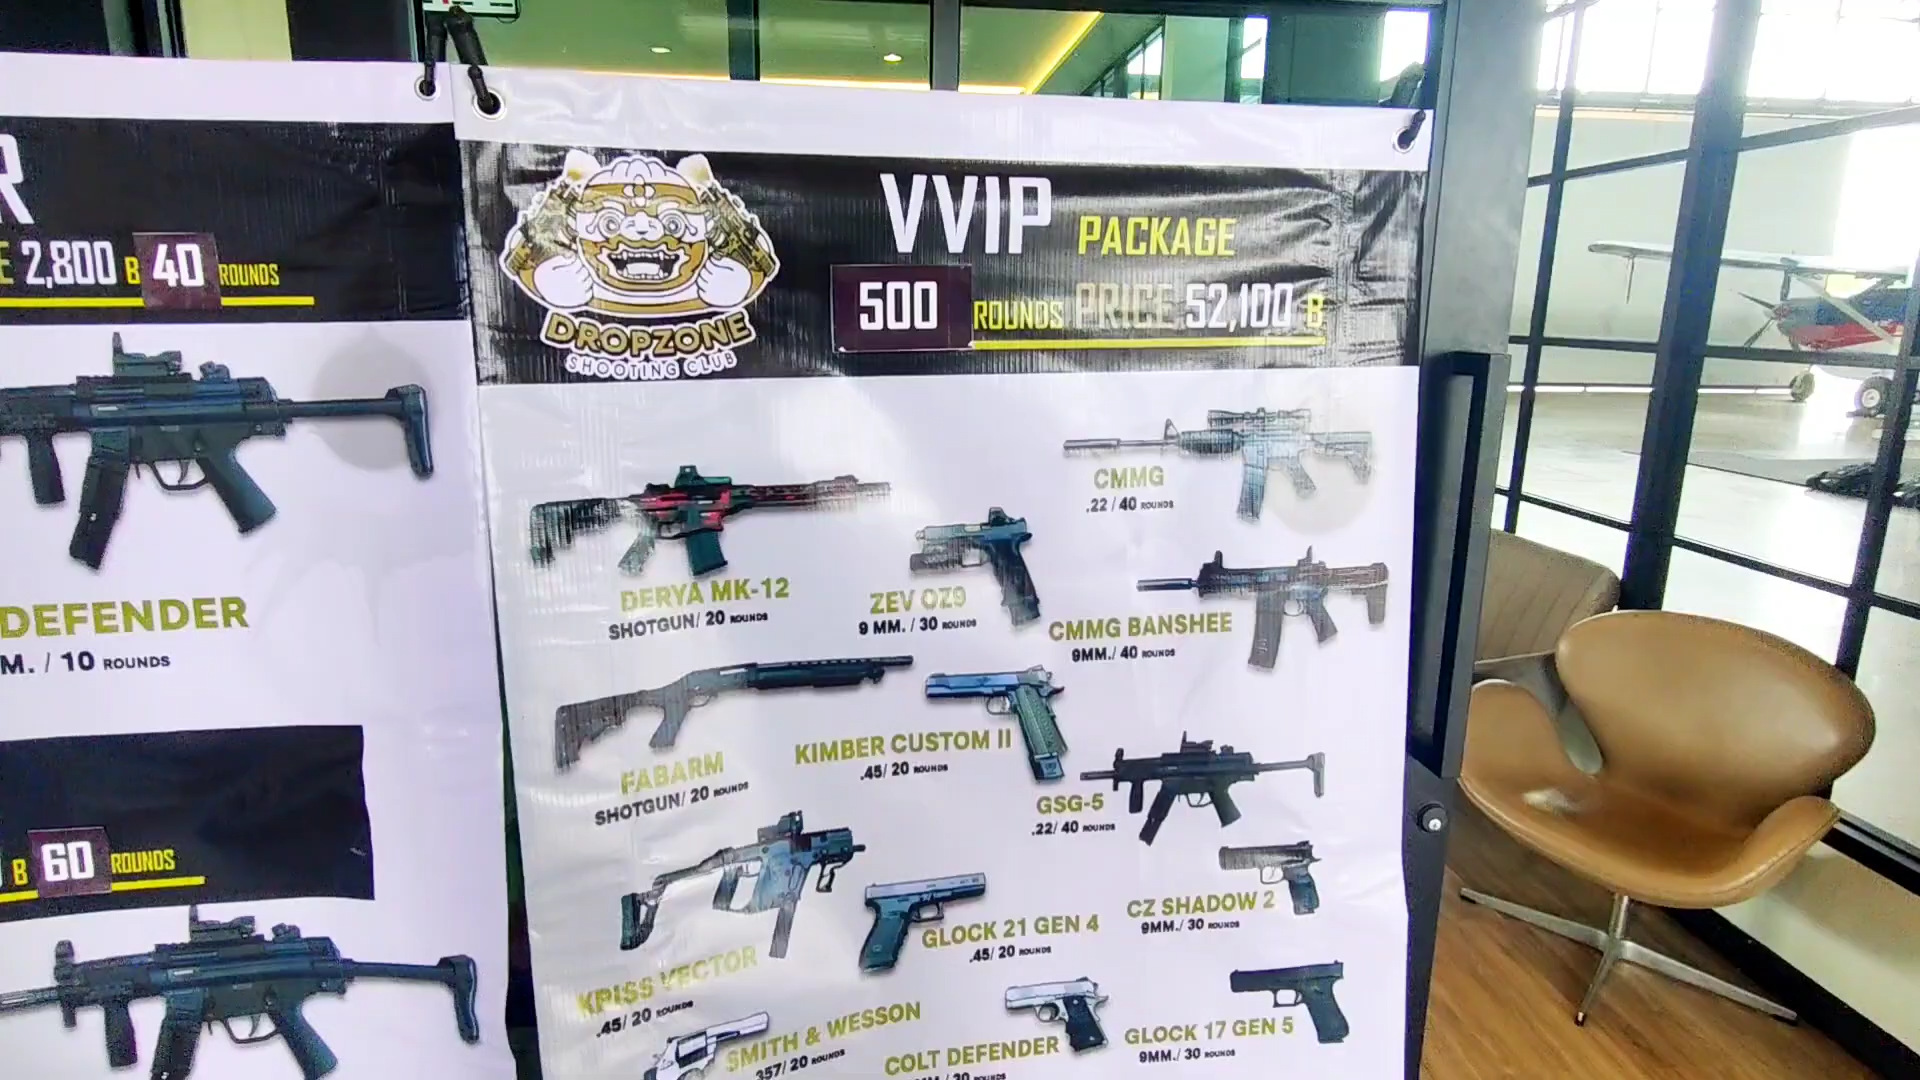 R
E 2,800 B 40 ROUNDS
DEFENDER
M. / 10 ROUNDS
B 60 ROUNDS
DROPZONE
SHOOTING CLUB
VVIP PACKAGE
500 ROUNDS PRICE 52,100 B
CMMG
.22 / 40 ROUNDS
DERYA MK-12
SHOTGUN/ 20 ROUNDS
ZEV OZ9
9 MM. / 30 ROUNDS
CMMG BANSHEE
9MM./ 40 ROUNDS
FABARM
SHOTGUN/ 20 ROUNDS
KIMBER CUSTOM II
.45/ 20 ROUNDS
GSG-5
.22/ 40 ROUNDS
KRISS VECTOR
.45/ 20 ROUNDS
GLOCK 21 GEN 4
.45/ 20 ROUNDS
CZ SHADOW 2
9MM./ 30 ROUNDS
SMITH & WESSON
357/ 20 ROUNDS
COLT DEFENDER
/ 30 ROUNDS
GLOCK 17 GEN 5
9MM./ 30 ROUNDS